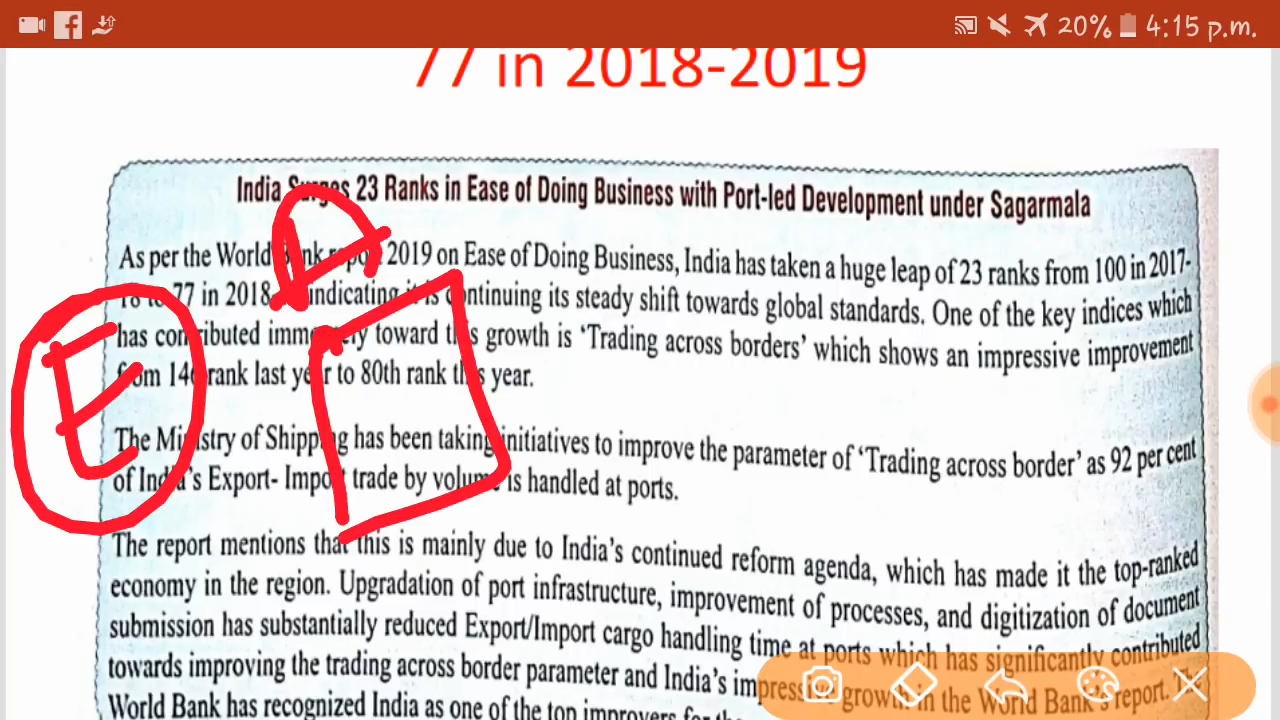 20% 4:15 p.m.
77 in 2018-2019
India Surges 23 Ranks in Ease of Doing Business with Port-led Development under Sagarmala
As per the World Bank report 2019 on Ease of Doing Business, India has taken a huge leap of 23 ranks from 100 in 2017-
18 to 77 in 2018 indicating it is continuing its steady shift towards global standards. One of the key indices which
has contributed immensely toward this growth is 'Trading across borders' which shows an impressive improvement
from 146 rank last year to 80th rank this year.
The Ministry of Shipping has been taking initiatives to improve the parameter of 'Trading across border' as 92 per cent
of India's Export- Import trade by volume is handled at ports.
The report mentions that this is mainly due to India's continued reform agenda, which has made it the top-ranked
economy in the region. Upgradation of port infrastructure, improvement of processes, and digitization of document
submission has substantially reduced Export/Import cargo handling time at ports which has significantly contributed
towards improving the trading across border parameter and India's impressive growth in the World Bank's report.
World Bank has recognized India as one of the top improvers for the
E